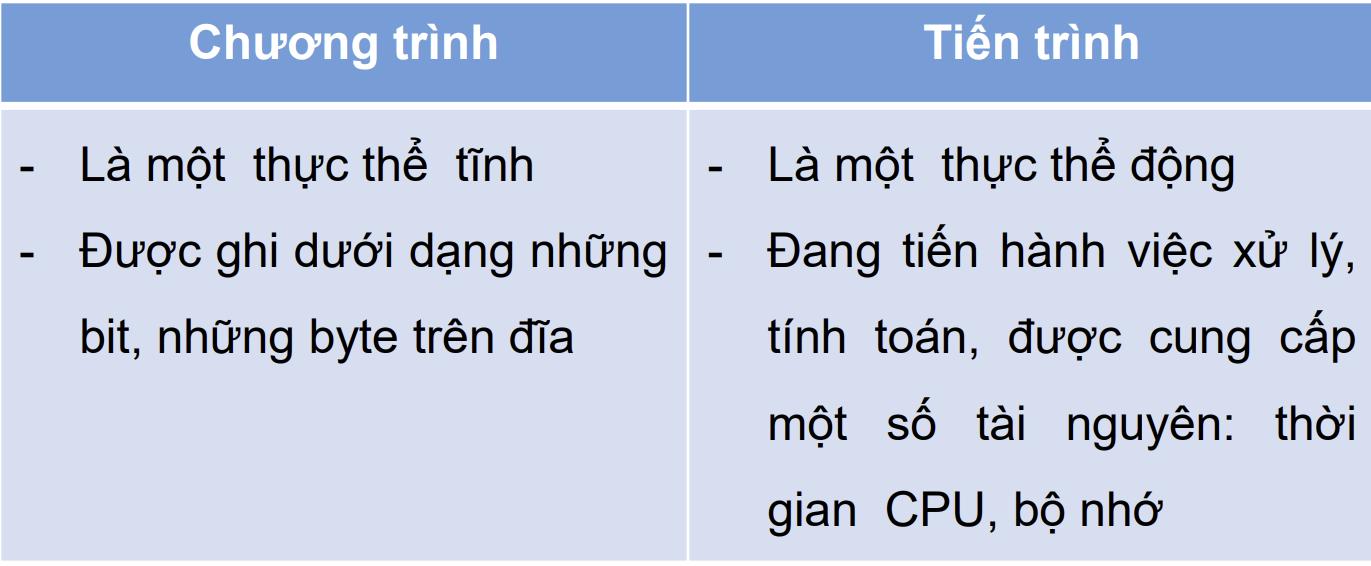 Chương trình
Tiến trình
- Là một thực thể tĩnh
- Được ghi dưới dạng những
bit, những byte trên đĩa
- Là một thực thể động
- Đang tiến hành việc xử lý,
tính toán, được cung cấp
một số tài nguyên: thời
gian CPU, bộ nhớ